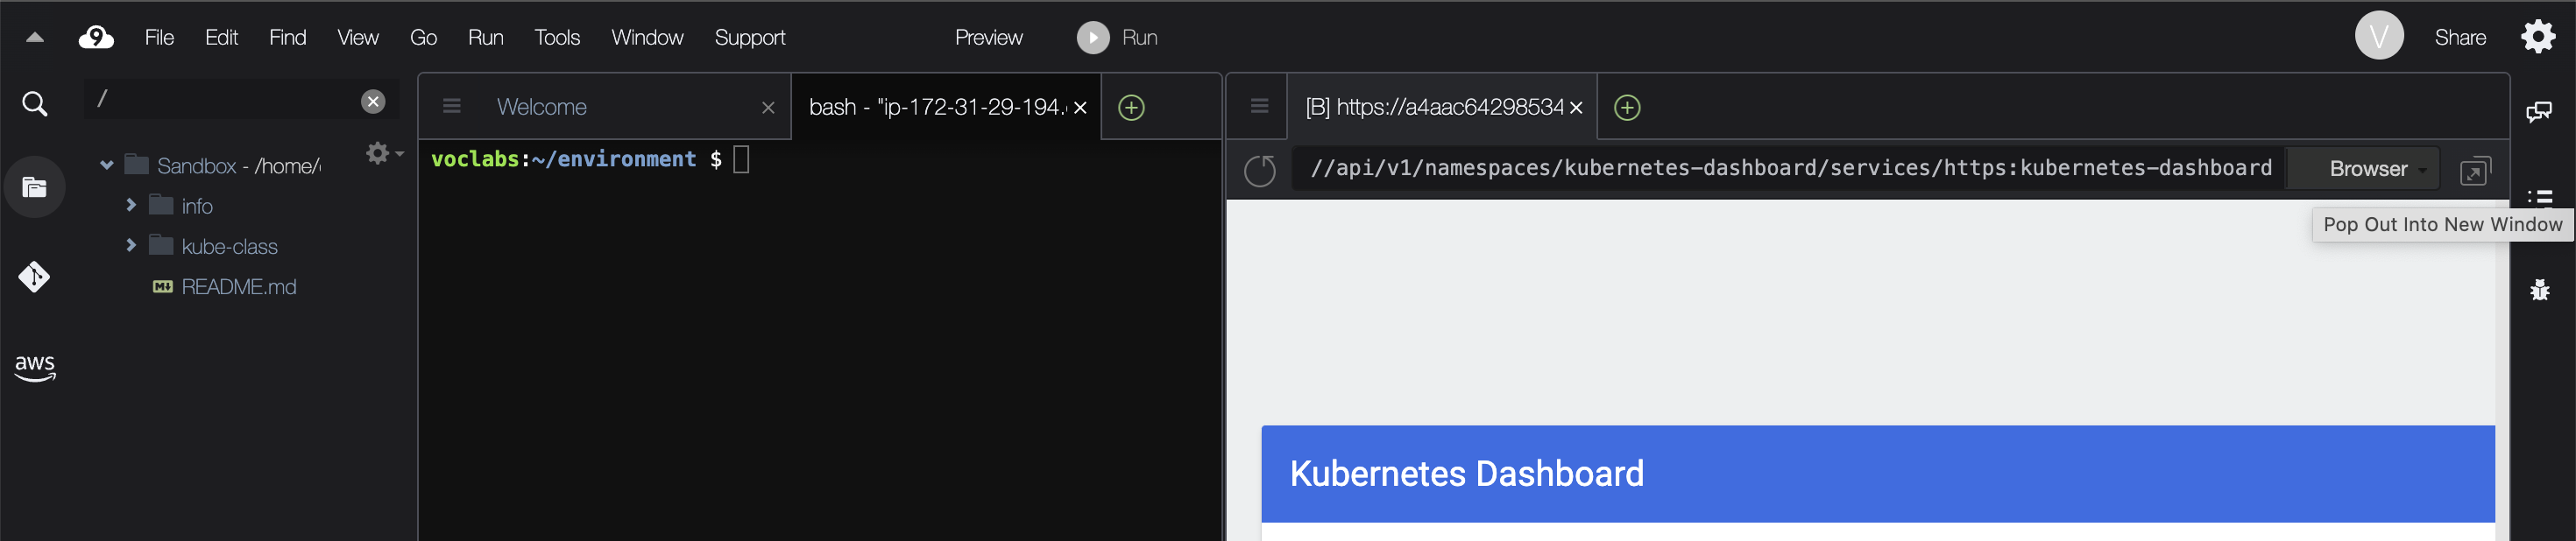 9 File Edit Find View Go Run Tools Window Support Preview Run V Share
/
Welcome
bash - "ip-172-31-29-194.
[B] https://a4aac64298534
Sandbox - /home/
info
kube-class
README.md
aws
voclabs:~/environment $
//api/v1/namespaces/kubernetes-dashboard/services/https:kubernetes-dashboard
Browser
Pop Out Into New Window
Kubernetes Dashboard